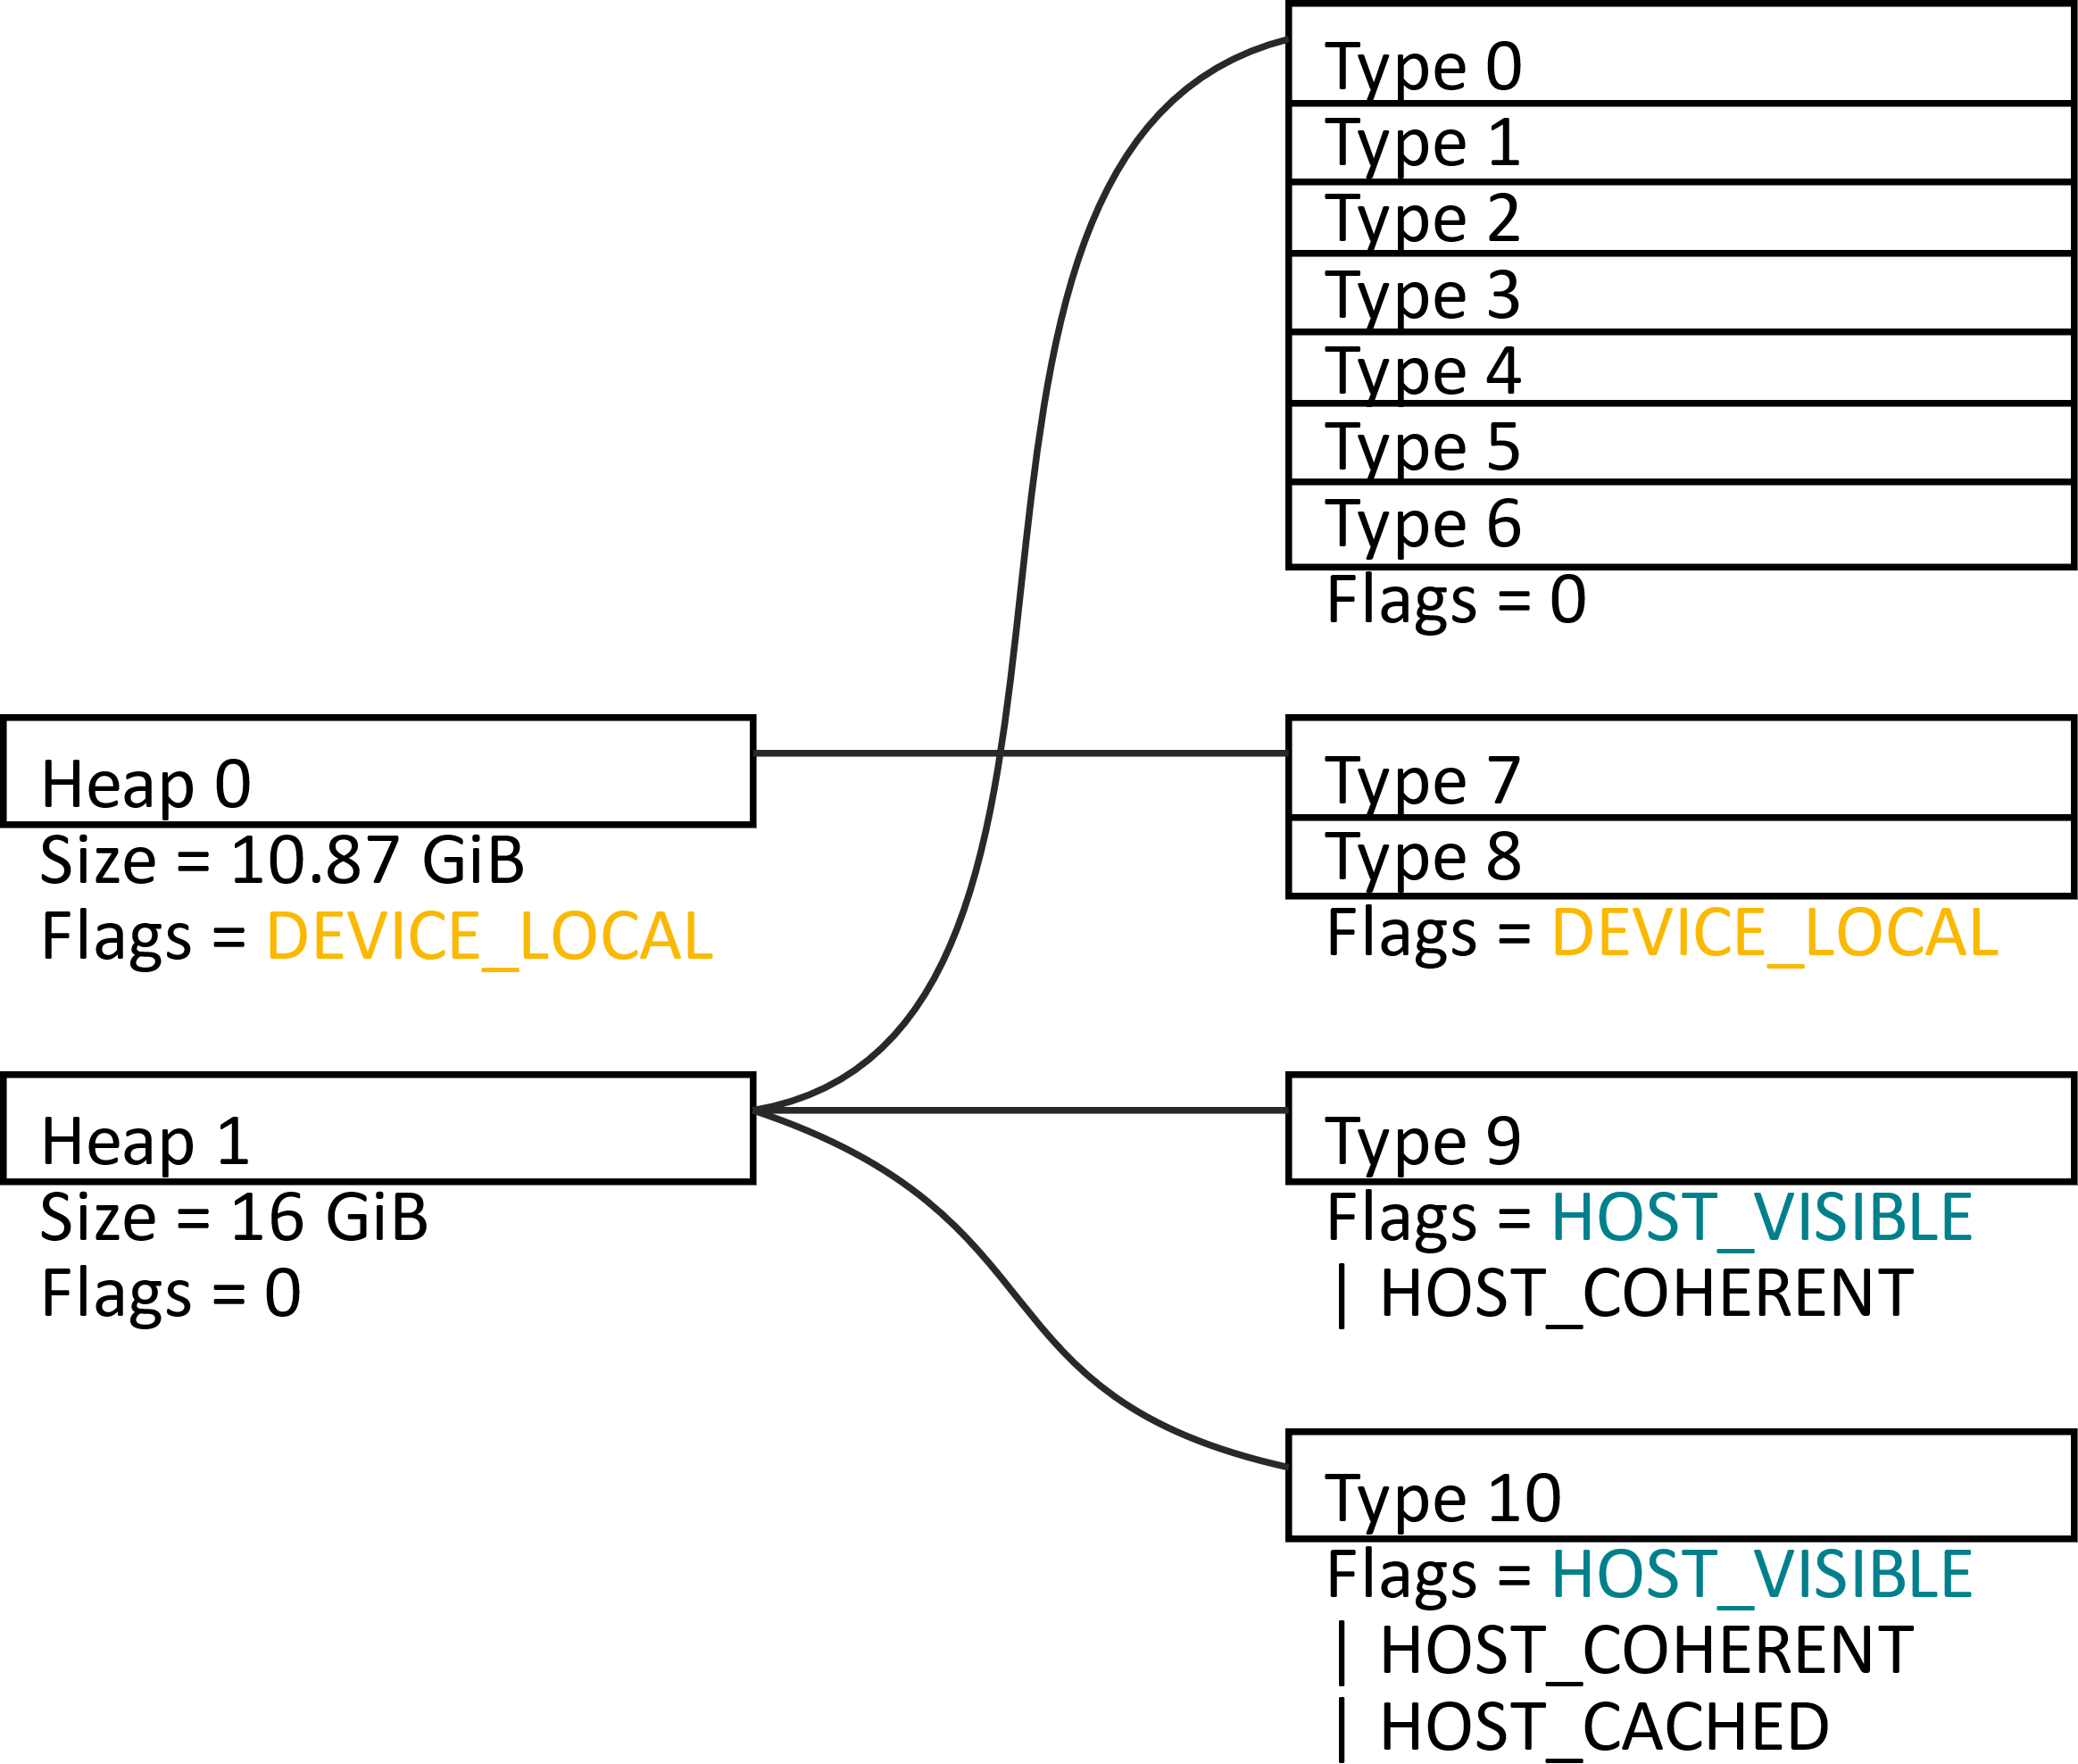 Type 0
Type 1
Type 2
Type 3
Type 4
Type 5
Type 6
Flags = 0
Heap 0
Size = 10.87 GiB
Flags = DEVICE_LOCAL
Type 7
Type 8
Flags = DEVICE_LOCAL
Heap 1
Size = 16 GiB
Flags = 0
Type 9
Flags = HOST_VISIBLE
| HOST_COHERENT
Type 10
Flags = HOST_VISIBLE
| HOST_COHERENT
| HOST_CACHED